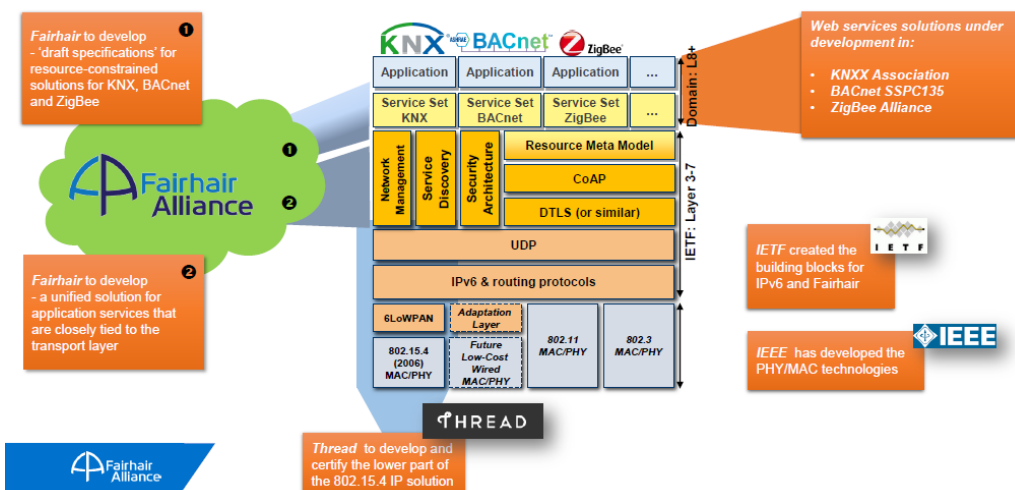 Fairhair to develop
❶
- ‘draft specifications’ for
resource-constrained
solutions for KNX, BACnet
and ZigBee
❶
Fairhair
Alliance
❷
Fairhair to develop
❷
- a unified solution for
application services that
are closely tied to the
transport layer
KNX
ASHRAE BACnet™
ZigBee®
Application
Application
Application
...
Service Set
KNX
Service Set
BACnet
Service Set
ZigBee
...
Domain: L8+
Network
Management
Service
Discovery
Security
Architecture
Resource Meta Model
CoAP
DTLS (or similar)
UDP
IPv6 & routing protocols
IETF: Layer 3-7
6LoWPAN
Adaptation
Layer
802.15.4
(2006)
MAC/PHY
Future
Low-Cost
Wired
MAC/PHY
802.11
MAC/PHY
802.3
MAC/PHY
THREAD
Thread to develop and
certify the lower part of
the 802.15.4 IP solution
Web services solutions under
development in:
• KNXX Association
• BACnet SSPC135
• ZigBee Alliance
IETF
IETF created the
building blocks for
IPv6 and Fairhair
IEEE
IEEE has developed the
PHY/MAC technologies
Fairhair
Alliance